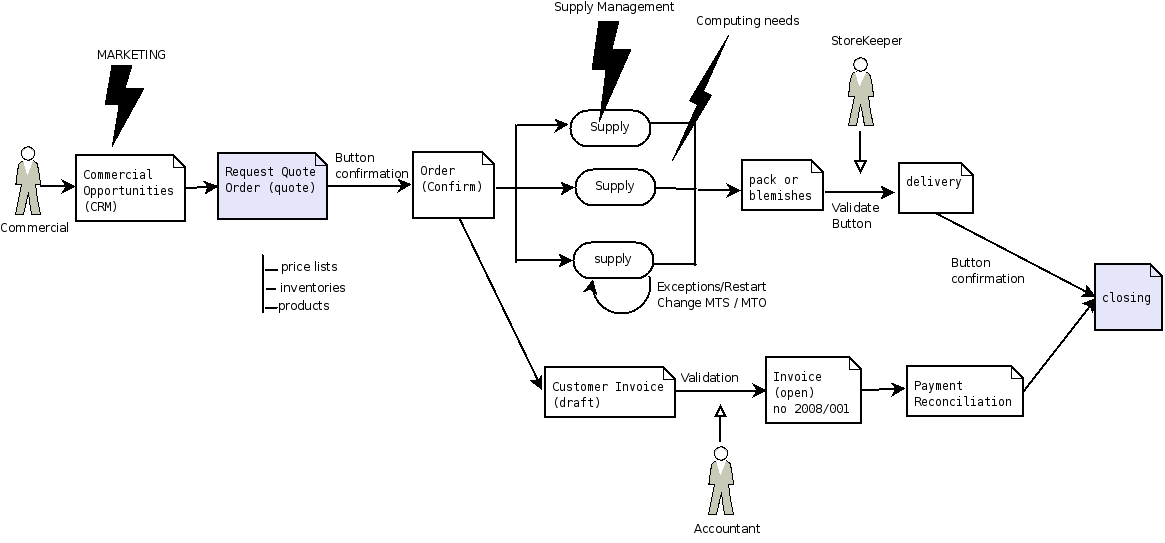 Supply Management
Computing needs
StoreKeeper
MARKETING
Commercial
Commercial
Opportunities
(CRM)
Request Quote
Order (quote)
Button
confirmation
Order
(Confirm)
Supply
Supply
supply
Exceptions/Restart
Change MTS / MTO
pack or
blemishes
Validate
Button
delivery
Button
confirmation
closing
price lists
inventories
products
Customer Invoice
(draft)
Validation
Invoice
(open)
no 2008/001
Payment
Reconciliation
Accountant